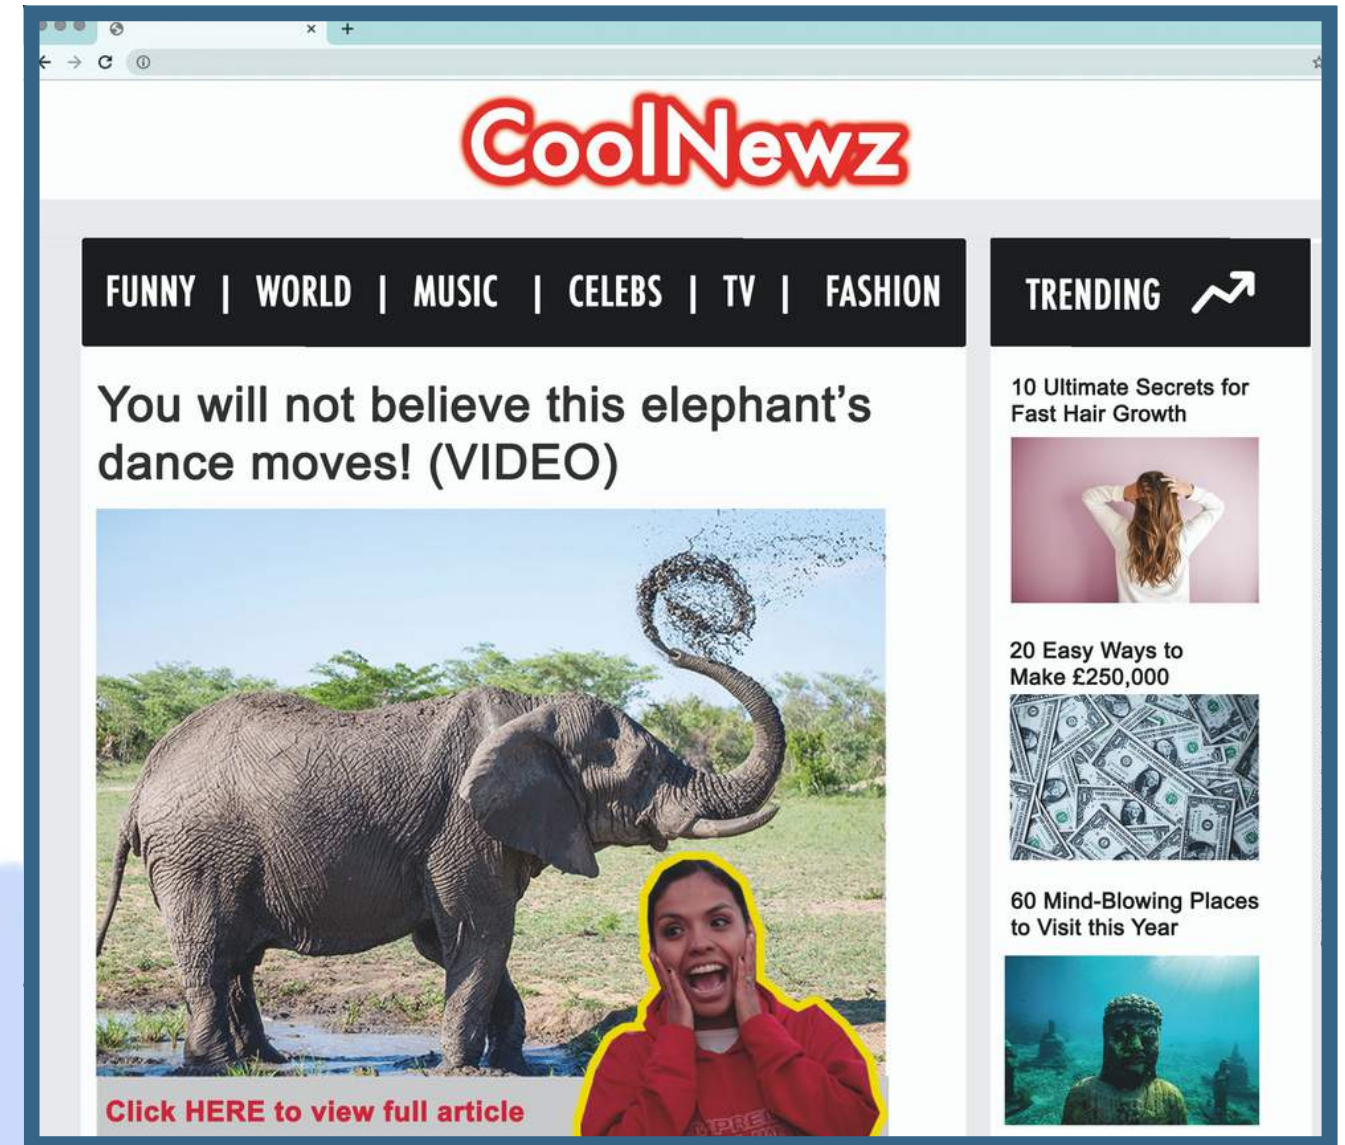 CoolNewz
FUNNY | WORLD | MUSIC | CELEBS | TV | FASHION
TRENDING
You will not believe this elephant’s
dance moves! (VIDEO)
Click HERE to view full article
10 Ultimate Secrets for
Fast Hair Growth
20 Easy Ways to
Make £250,000
60 Mind-Blowing Places
to Visit this Year